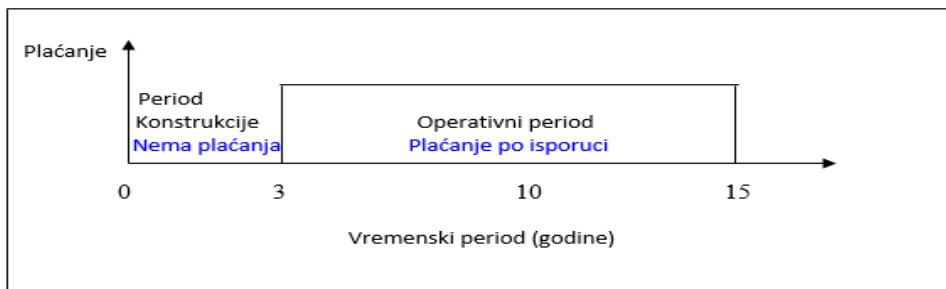 Plaćanje
Period
Konstrukcije
Operativni period
Nema plaćanja
Plaćanje po isporuci
0 3 10 15
Vremenski period (godine)